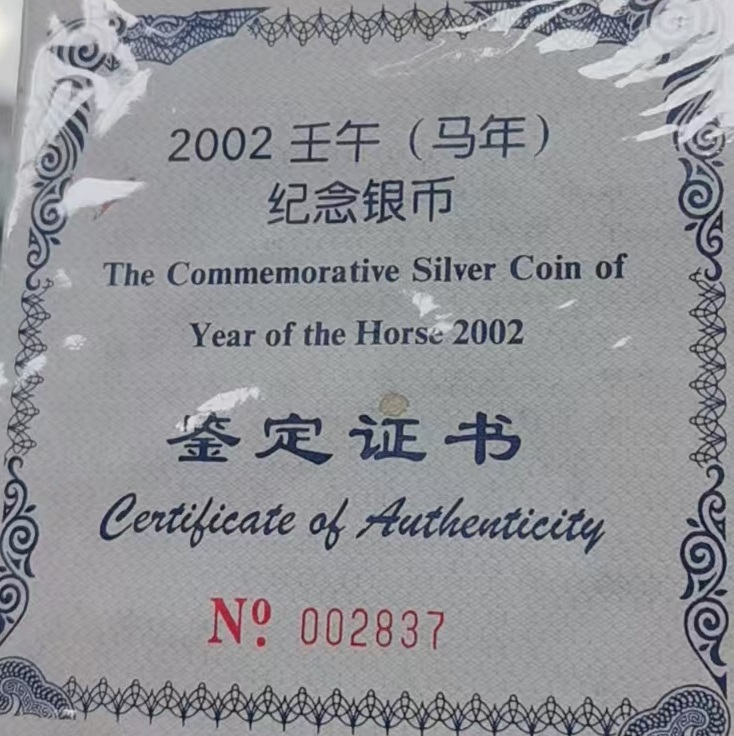 2002 壬午（马年）
纪念银币
The Commemorative Silver Coin of
Year of the Horse 2002
鉴定证书
Certificate of Authenticity
Nº 002837